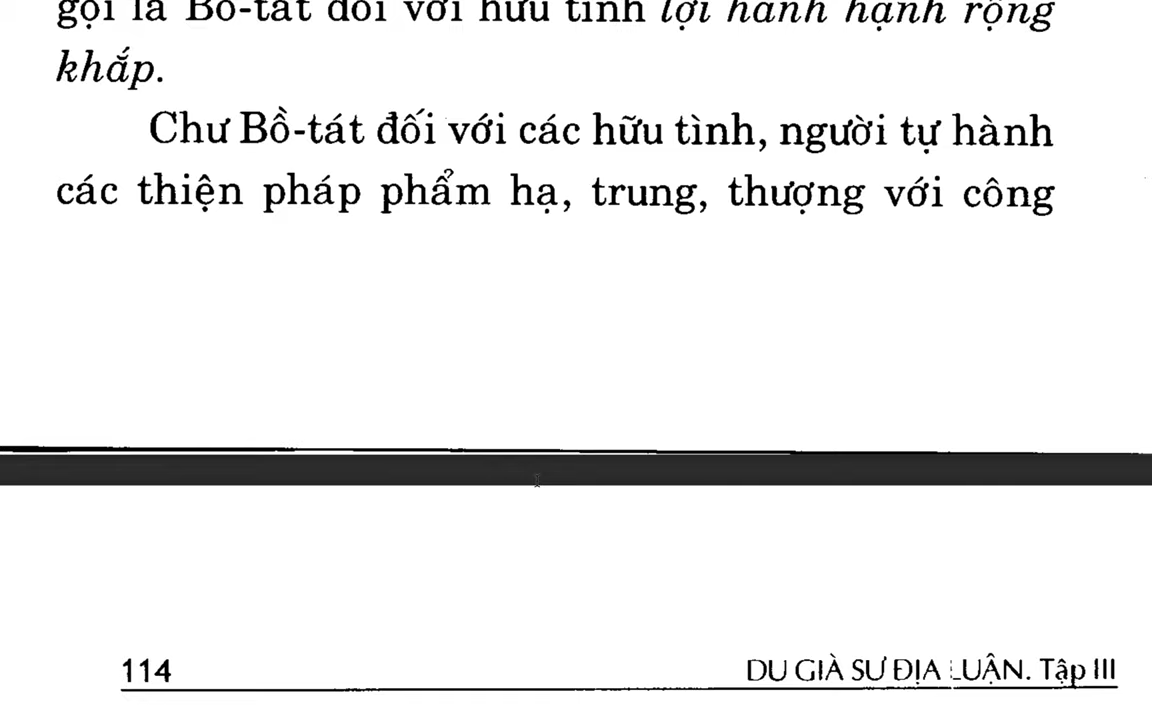 gọi là Bồ-tát đối với hữu tình lợi hành hạnh rộng
khắp.
Chư Bồ-tát đối với các hữu tình, người tự hành
các thiện pháp phẩm hạ, trung, thượng với công
114 DU GIÀ SƯ ĐỊA LUẬN. Tập III